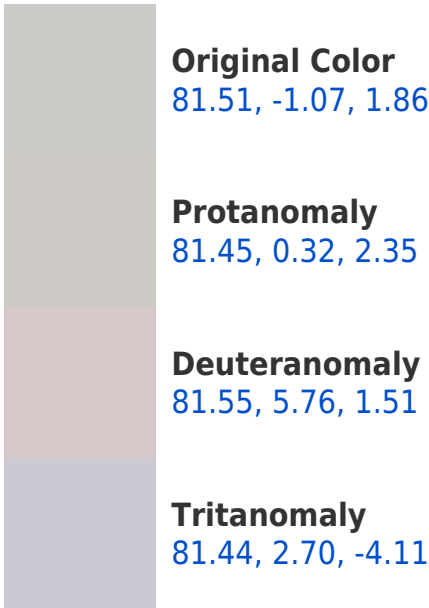 Original Color
81.51, -1.07, 1.86
Protanomaly
81.45, 0.32, 2.35
Deuteranomaly
81.55, 5.76, 1.51
Tritanomaly
81.44, 2.70, -4.11